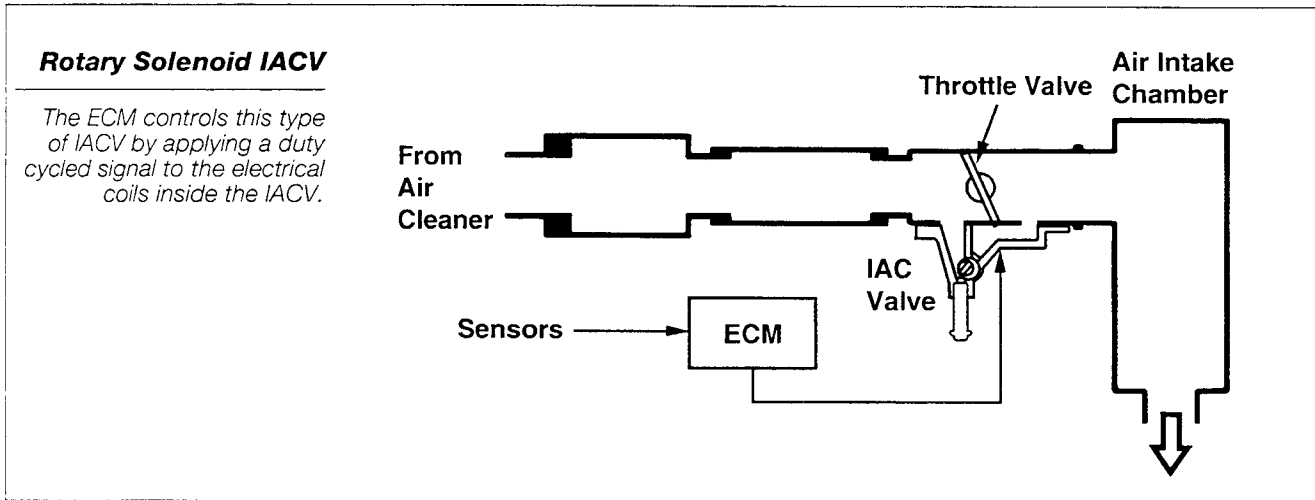 Rotary Solenoid IACV
The ECM controls this type
of IACV by applying a duty
cycled signal to the electrical
coils inside the IACV.
Air Intake
Chamber
Throttle Valve
From
Air
Cleaner
IAC
Valve
Sensors
ECM